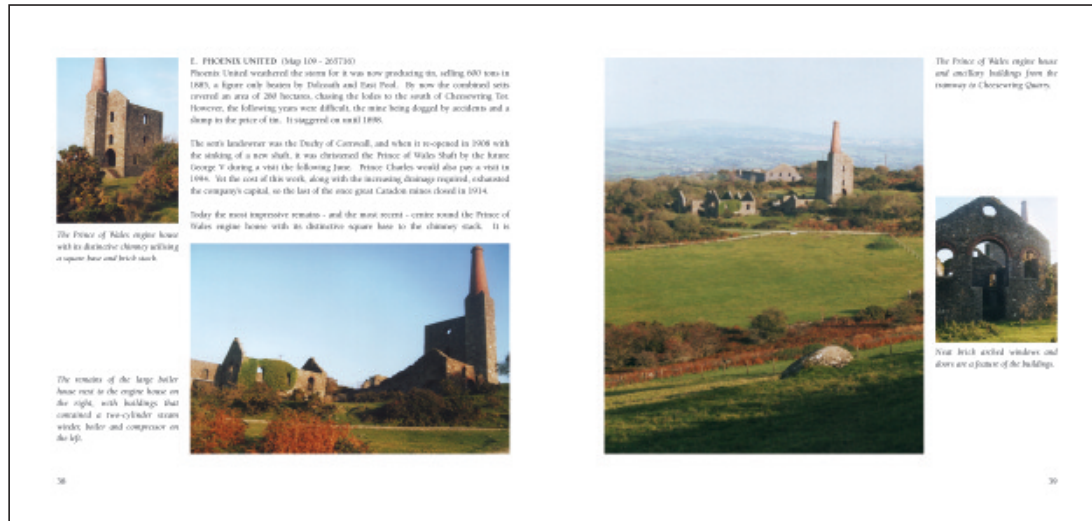 E. PHOENIX UNITED (Map 109 - 265716)
Phoenix United weathered the storm for it was now producing tin, selling 600 tons in
1885, a figure only beaten by Dolcoath and East Pool. By now the combined setts
covered an area of 260 hectares, chasing the lodes to the south of Cheesewring Tor.
However, the following years were difficult, the mine being dogged by accidents and a
slump in the price of tin. It staggered on until 1898.
The sett's landowner was the Duchy of Cornwall, and when it re-opened in 1908 with
the sinking of a new shaft, it was christened the Prince of Wales Shaft by the future
George V during a visit the following June. Prince Charles would also pay a visit in
Yet the cost of this work, along with the increasing drainage required, exhausted
the company's capital, so the last of the once great Caradon mines closed in 1914.
Today the most impressive remains - and the most recent - centre round the Prince of
Wales engine house with its distinctive square base to the chimney stack. It is
The Prince of Wales engine house
with its distinctive chimney utilising
a square base and brick stack.
The remains of the large boiler
house next to the engine house on
the right, with buildings that
contained a two-cylinder steam
winder, boiler and compressor on
the left.
38
The Prince of Wales engine house
and ancillary buildings from the
tramway to Cheesewring Quarry.
Neat brick arched windows and
doors are a feature of the buildings.
39